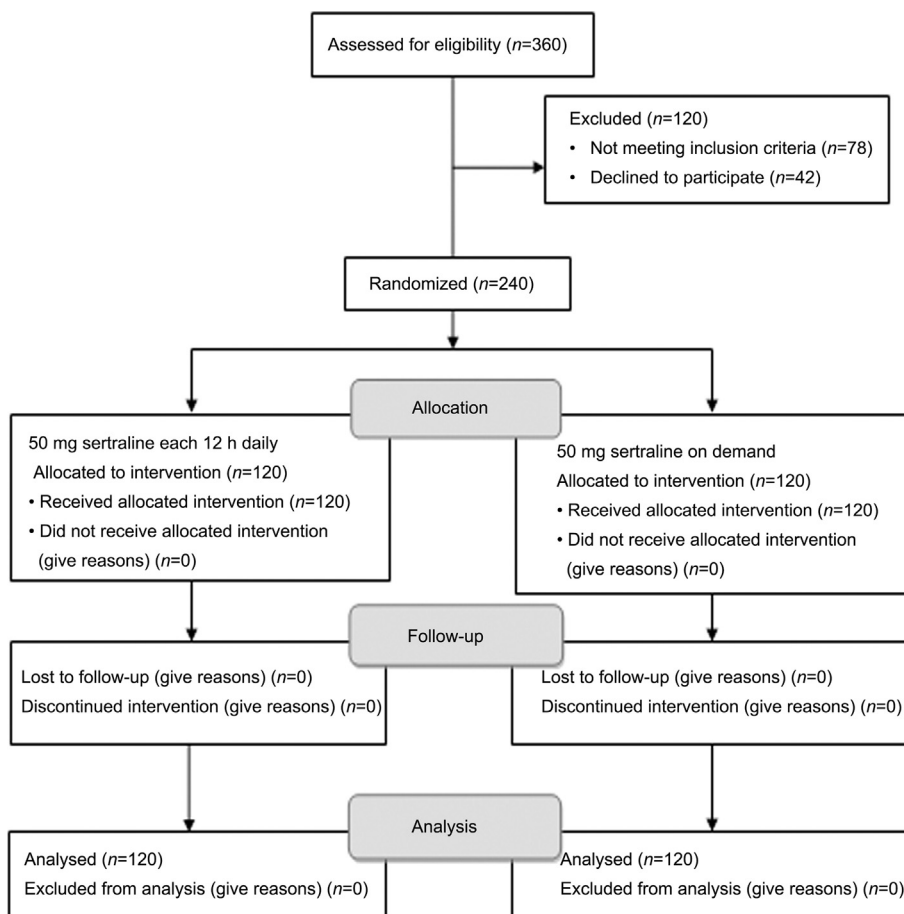 Assessed for eligibility (n=360)
Excluded (n=120)
• Not meeting inclusion criteria (n=78)
• Declined to participate (n=42)
Randomized (n=240)
Allocation
50 mg sertraline each 12 h daily
Allocated to intervention (n=120)
• Received allocated intervention (n=120)
• Did not receive allocated intervention
(give reasons) (n=0)
50 mg sertraline on demand
Allocated to intervention (n=120)
• Received allocated intervention (n=120)
• Did not receive allocated intervention
(give reasons) (n=0)
Follow-up
Lost to follow-up (give reasons) (n=0)
Discontinued intervention (give reasons) (n=0)
Lost to follow-up (give reasons) (n=0)
Discontinued intervention (give reasons) (n=0)
Analysis
Analysed (n=120)
Excluded from analysis (give reasons) (n=0)
Analysed (n=120)
Excluded from analysis (give reasons) (n=0)